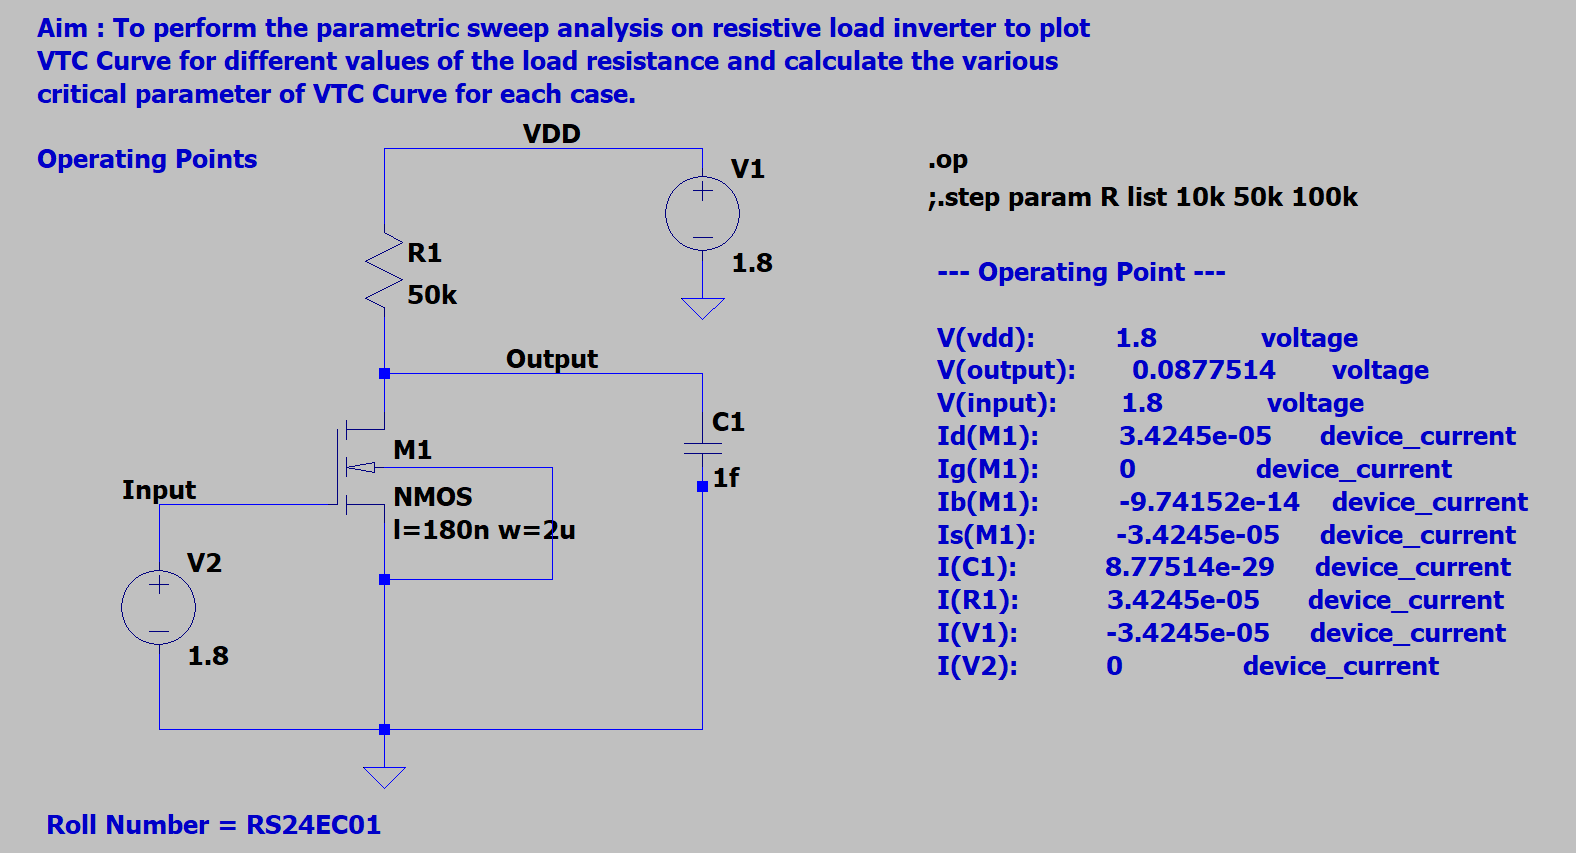 Aim : To perform the parametric sweep analysis on resistive load inverter to plot
VTC Curve for different values of the load resistance and calculate the various
critical parameter of VTC Curve for each case.
Operating Points
VDD
V1
1.8
R1
50k
Output
C1
1f
M1
NMOS
l=180n w=2u
Input
V2
1.8
.op
;.step param R list 10k 50k 100k
--- Operating Point ---
V(vdd): 1.8 voltage
V(output): 0.0877514 voltage
V(input): 1.8 voltage
Id(M1): 3.4245e-05 device_current
Ig(M1): 0 device_current
Ib(M1): -9.74152e-14 device_current
Is(M1): -3.4245e-05 device_current
I(C1): 8.77514e-29 device_current
I(R1): 3.4245e-05 device_current
I(V1): -3.4245e-05 device_current
I(V2): 0 device_current
Roll Number = RS24EC01